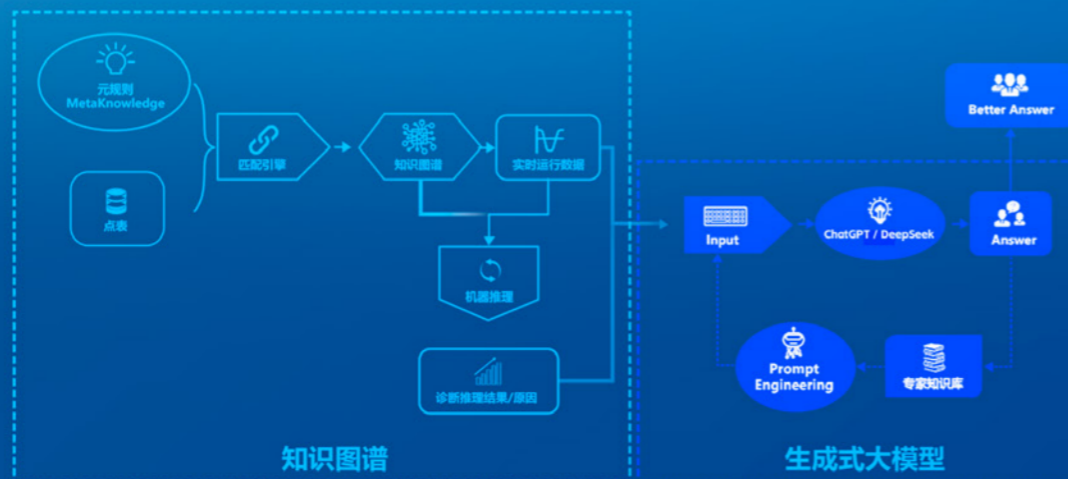 元规则
MetaKnowledge
点表
匹配引擎
知识图谱
实时运行数据
机器推理
诊断推理结果/原因
知识图谱
Better Answer
Input
ChatGPT / DeepSeek
Answer
Prompt
Engineering
专家知识库
生成式大模型